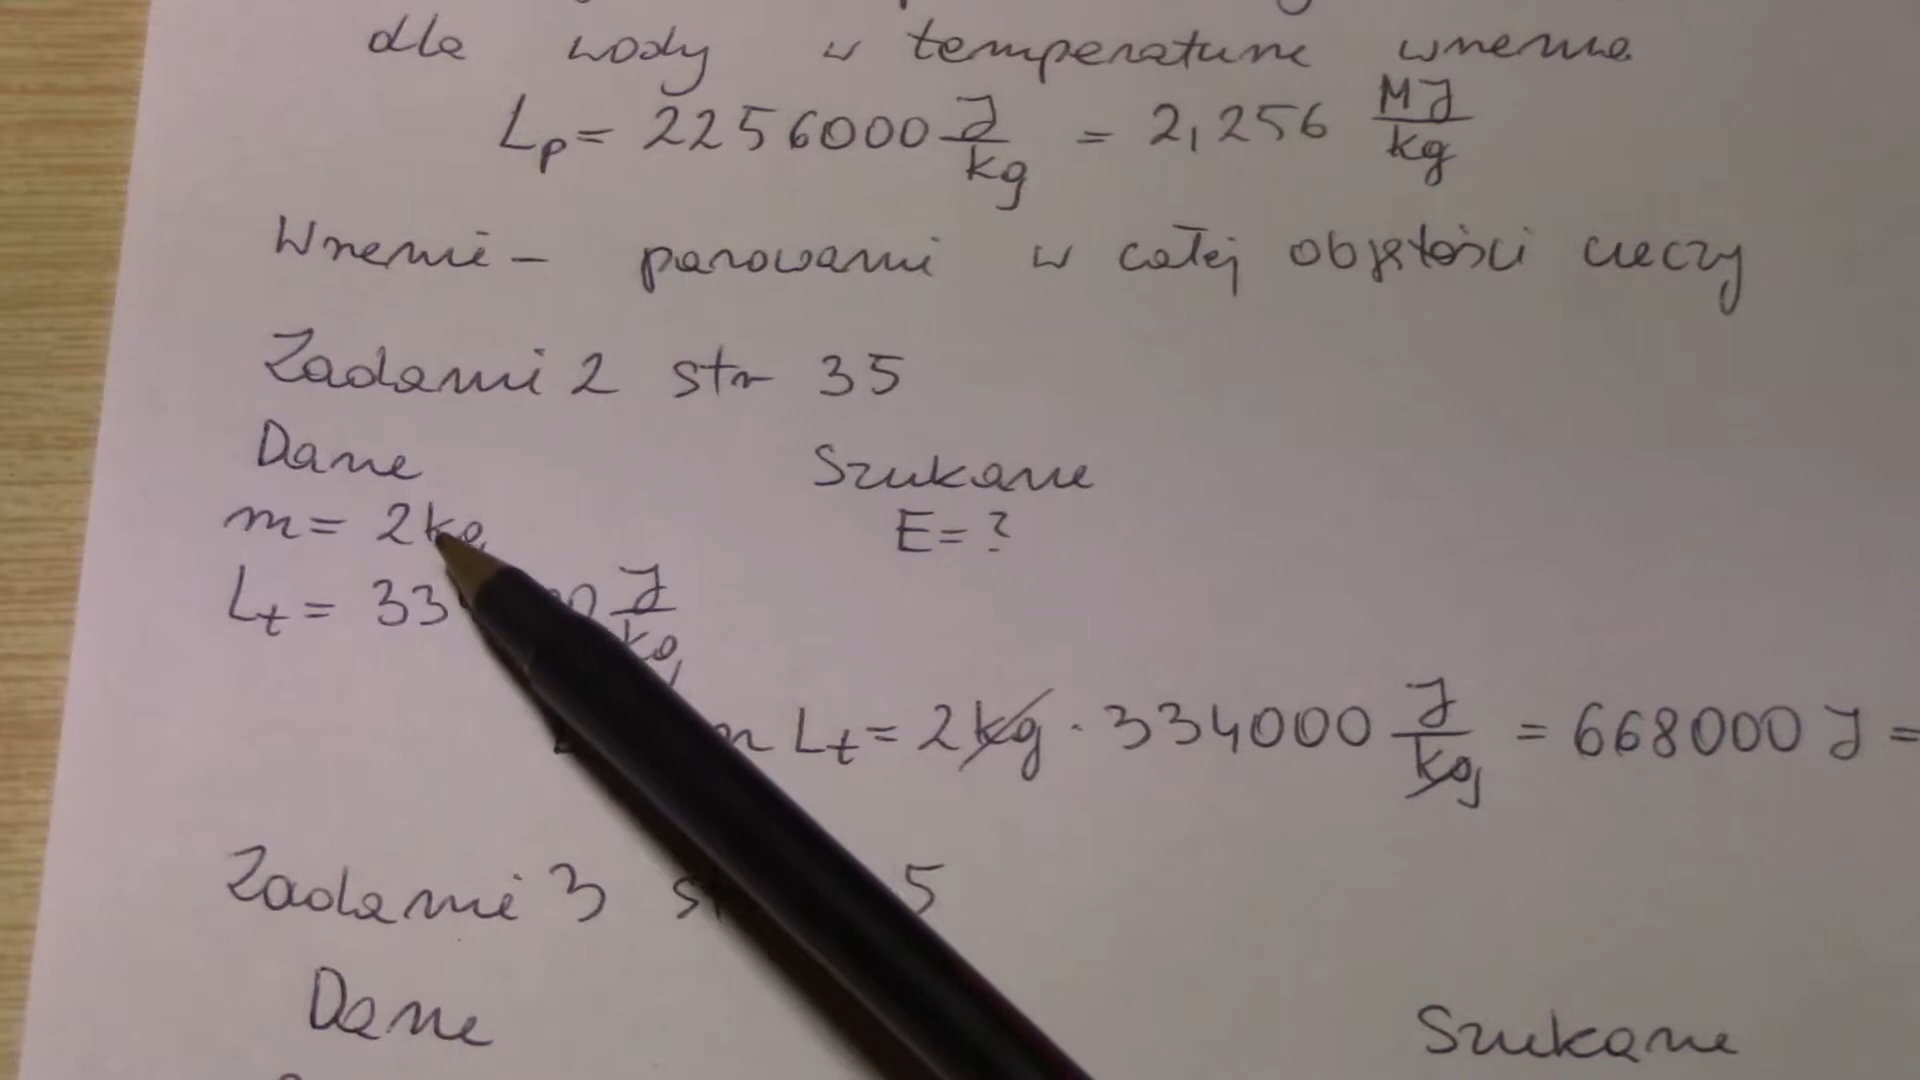 dla wody w temperaturze wrzenia
Lp = 2256000 J/kg = 2,256 MJ/kg
Wrzenie – parowanie w całej objętości cieczy
Zadanie 2 str 35
Dane Szukane
m = 2kg E = ?
Lt = 33 J/kg
m Lt = 2kg · 334000 J/kg = 668000 J =
Zadanie 3 5
Dane Szukane